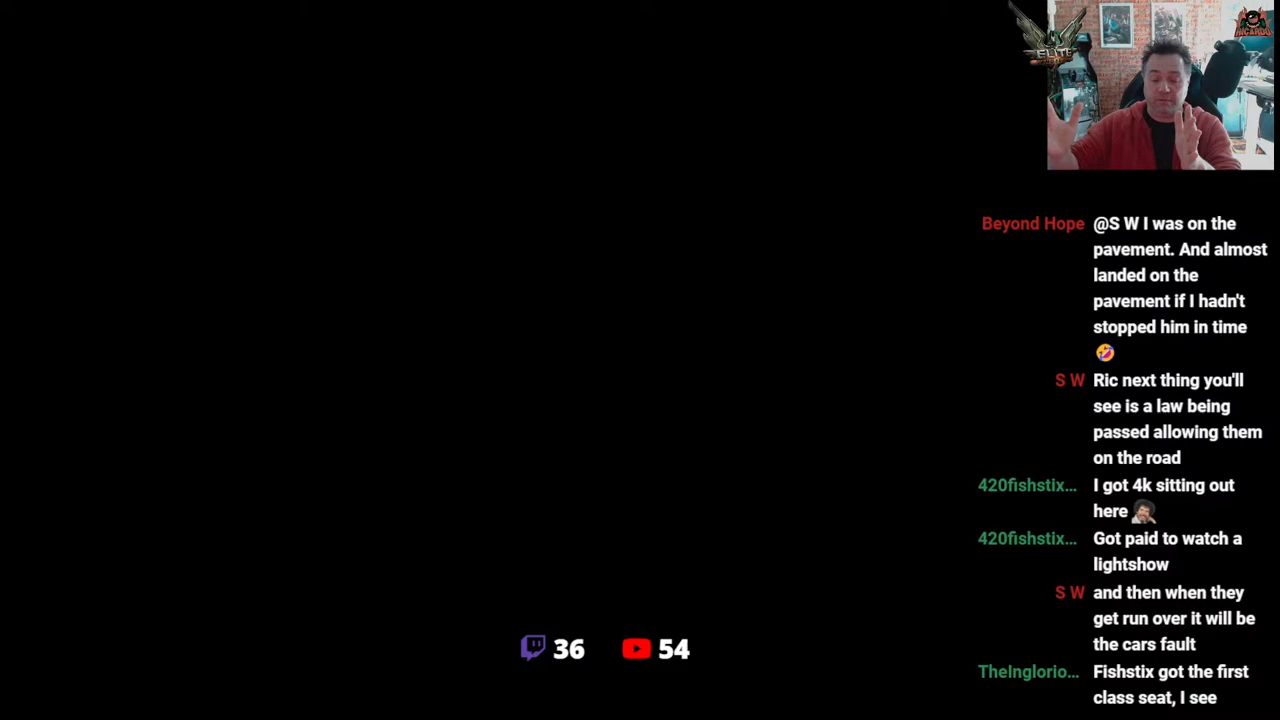 ELITE
RICARDO
Beyond Hope @S W I was on the
pavement. And almost
landed on the
pavement if I hadn't
stopped him in time
🤣
S W Ric next thing you'll
see is a law being
passed allowing them
on the road
420fishstix… I got 4k sitting out
here
420fishstix… Got paid to watch a
lightshow
S W and then when they
get run over it will be
the cars fault
TheInglorio… Fishstix got the first
class seat, I see
36 54